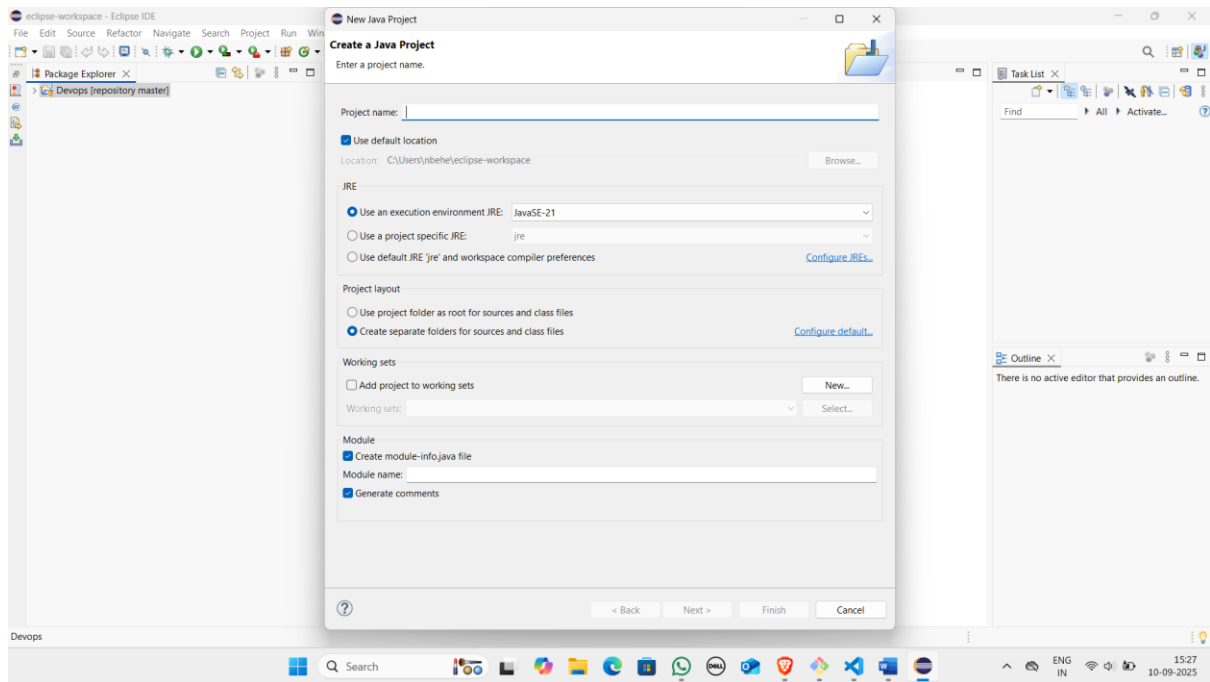 eclipse-workspace - Eclipse IDE
File Edit Source Refactor Navigate Search Project Run Win
Package Explorer
Devops [repository master]
New Java Project
Create a Java Project
Enter a project name.
Project name:
Use default location
Location: C:\Users\nbehe\eclipse-workspace Browse...
JRE
Use an execution environment JRE: JavaSE-21
Use a project specific JRE: jre
Use default JRE 'jre' and workspace compiler preferences Configure JREs...
Project layout
Use project folder as root for sources and class files
Create separate folders for sources and class files Configure default...
Working sets
Add project to working sets New...
Working sets: Select...
Module
Create module-info.java file
Module name:
Generate comments
< Back Next > Finish Cancel
Task List
Find All Activate...
Outline
There is no active editor that provides an outline.
Devops
Search
DELL
ENG
IN
15:27
10-09-2025